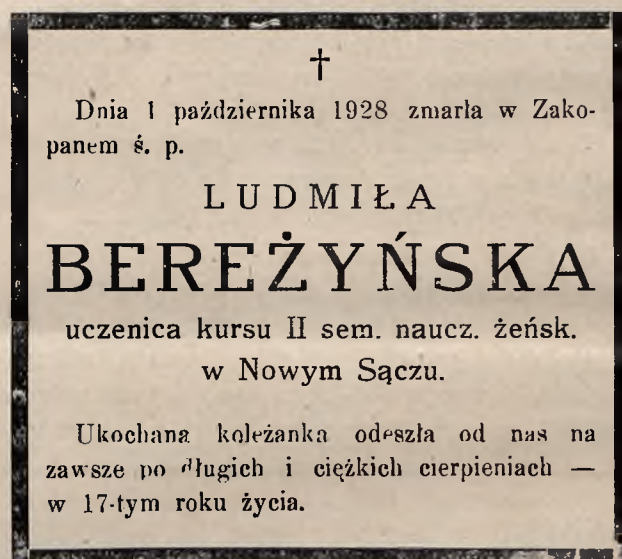 †
Dnia 1 października 1928 zmarła w Zako-
panem ś. p.
LUDMIŁA
BEREŻYŃSKA
uczenica kursu II sem. naucz. żeńsk.
w Nowym Sączu.
Ukochana koleżanka odeszła od nas na
zawsze po długich i ciężkich cierpieniach —
w 17-tym roku życia.